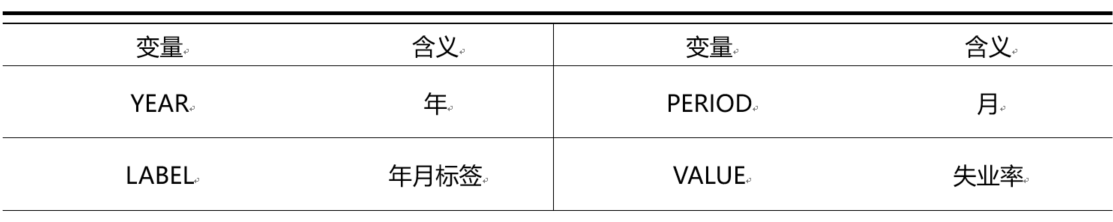 变量 含义 变量 含义
YEAR 年 PERIOD 月
LABEL 年月标签 VALUE 失业率